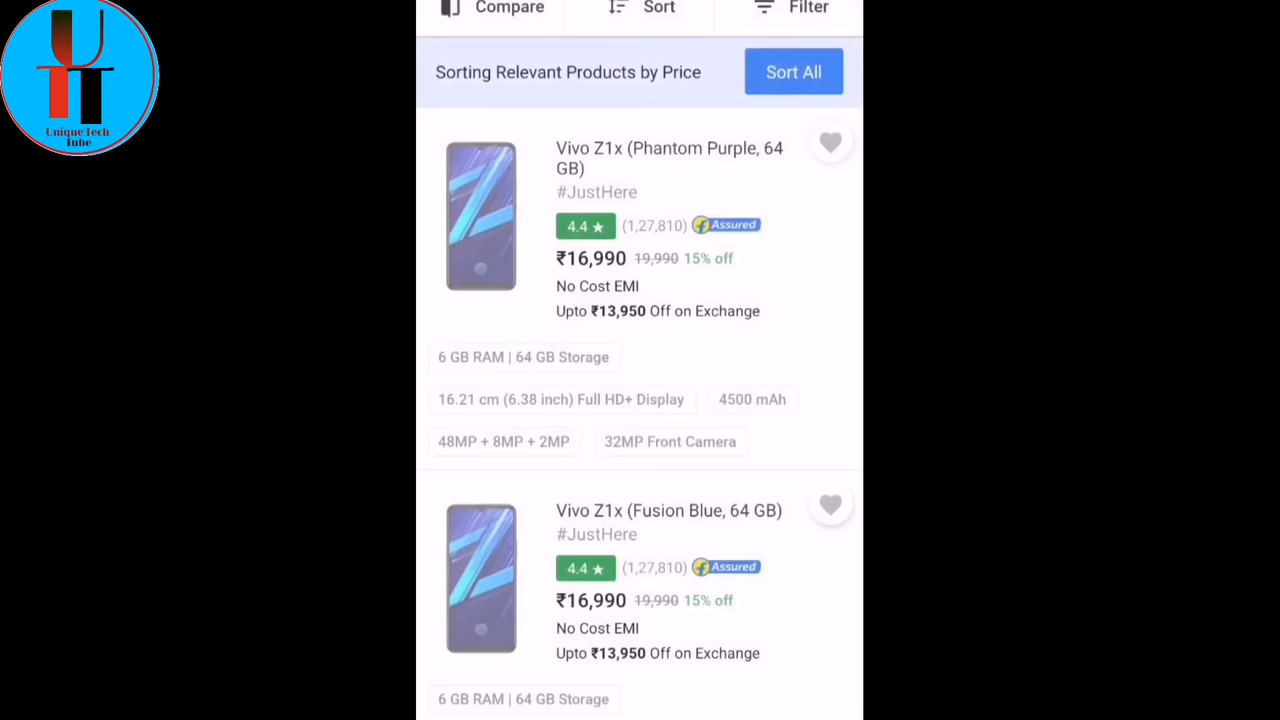 Unique Tech
Tube
Compare Sort Filter
Sorting Relevant Products by Price Sort All
Vivo Z1x (Phantom Purple, 64
GB)
#JustHere
4.4 ★ (1,27,810) f Assured
₹16,990 19,990 15% off
No Cost EMI
Upto ₹13,950 Off on Exchange
6 GB RAM | 64 GB Storage
16.21 cm (6.38 inch) Full HD+ Display 4500 mAh
48MP + 8MP + 2MP 32MP Front Camera
Vivo Z1x (Fusion Blue, 64 GB)
#JustHere
4.4 ★ (1,27,810) f Assured
₹16,990 19,990 15% off
No Cost EMI
Upto ₹13,950 Off on Exchange
6 GB RAM | 64 GB Storage